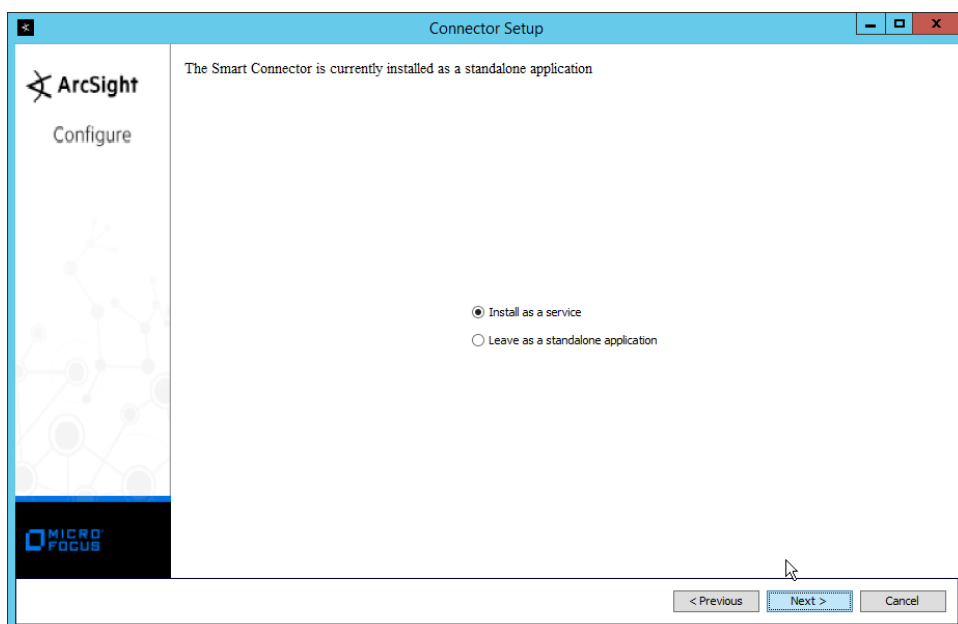 Connector Setup
ArcSight
Configure
The Smart Connector is currently installed as a standalone application
Install as a service
Leave as a standalone application
MICRO
FOCUS
< Previous
Next >
Cancel